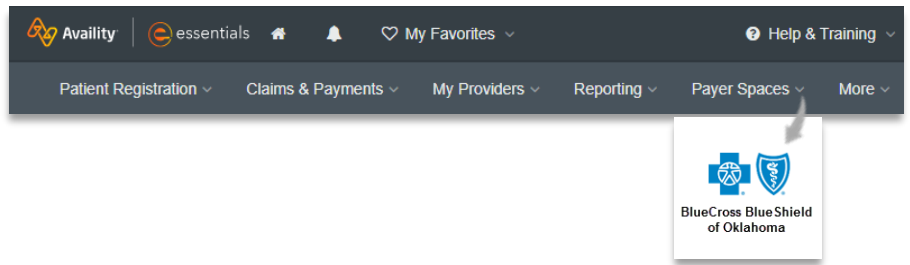 Availity essentials My Favorites Help & Training
Patient Registration Claims & Payments My Providers Reporting Payer Spaces More
BlueCross BlueShield
of Oklahoma